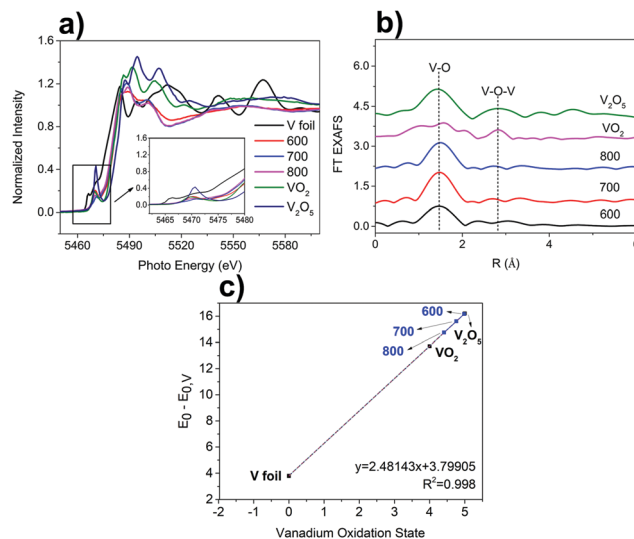 a)
1.6
1.2
0.8
0.4
0.0
Normalized Intensity
5460 5490 5520 5550 5580
Photo Energy (eV)
V foil
600
700
800
VO₂
V₂O₅
1.6
1.2
0.8
0.4
0.0
5465 5470 5475 5480
b)
6.0
4.5
3.0
1.5
0.0
FT EXAFS
V-O
V-O-V
V₂O₅
VO₂
800
700
600
0 2 4 6
R (Å)
c)
18
16
14
12
10
8
6
4
2
E₀ - E₀,V
600
700
800
V₂O₅
VO₂
V foil
y=2.48143x+3.79905
R²=0.998
-2 -1 0 1 2 3 4 5
Vanadium Oxidation State